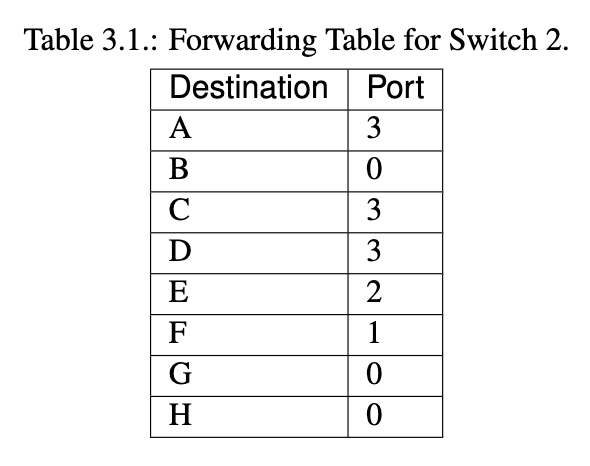 Table 3.1.: Forwarding Table for Switch 2.
Destination Port
A 3
B 0
C 3
D 3
E 2
F 1
G 0
H 0